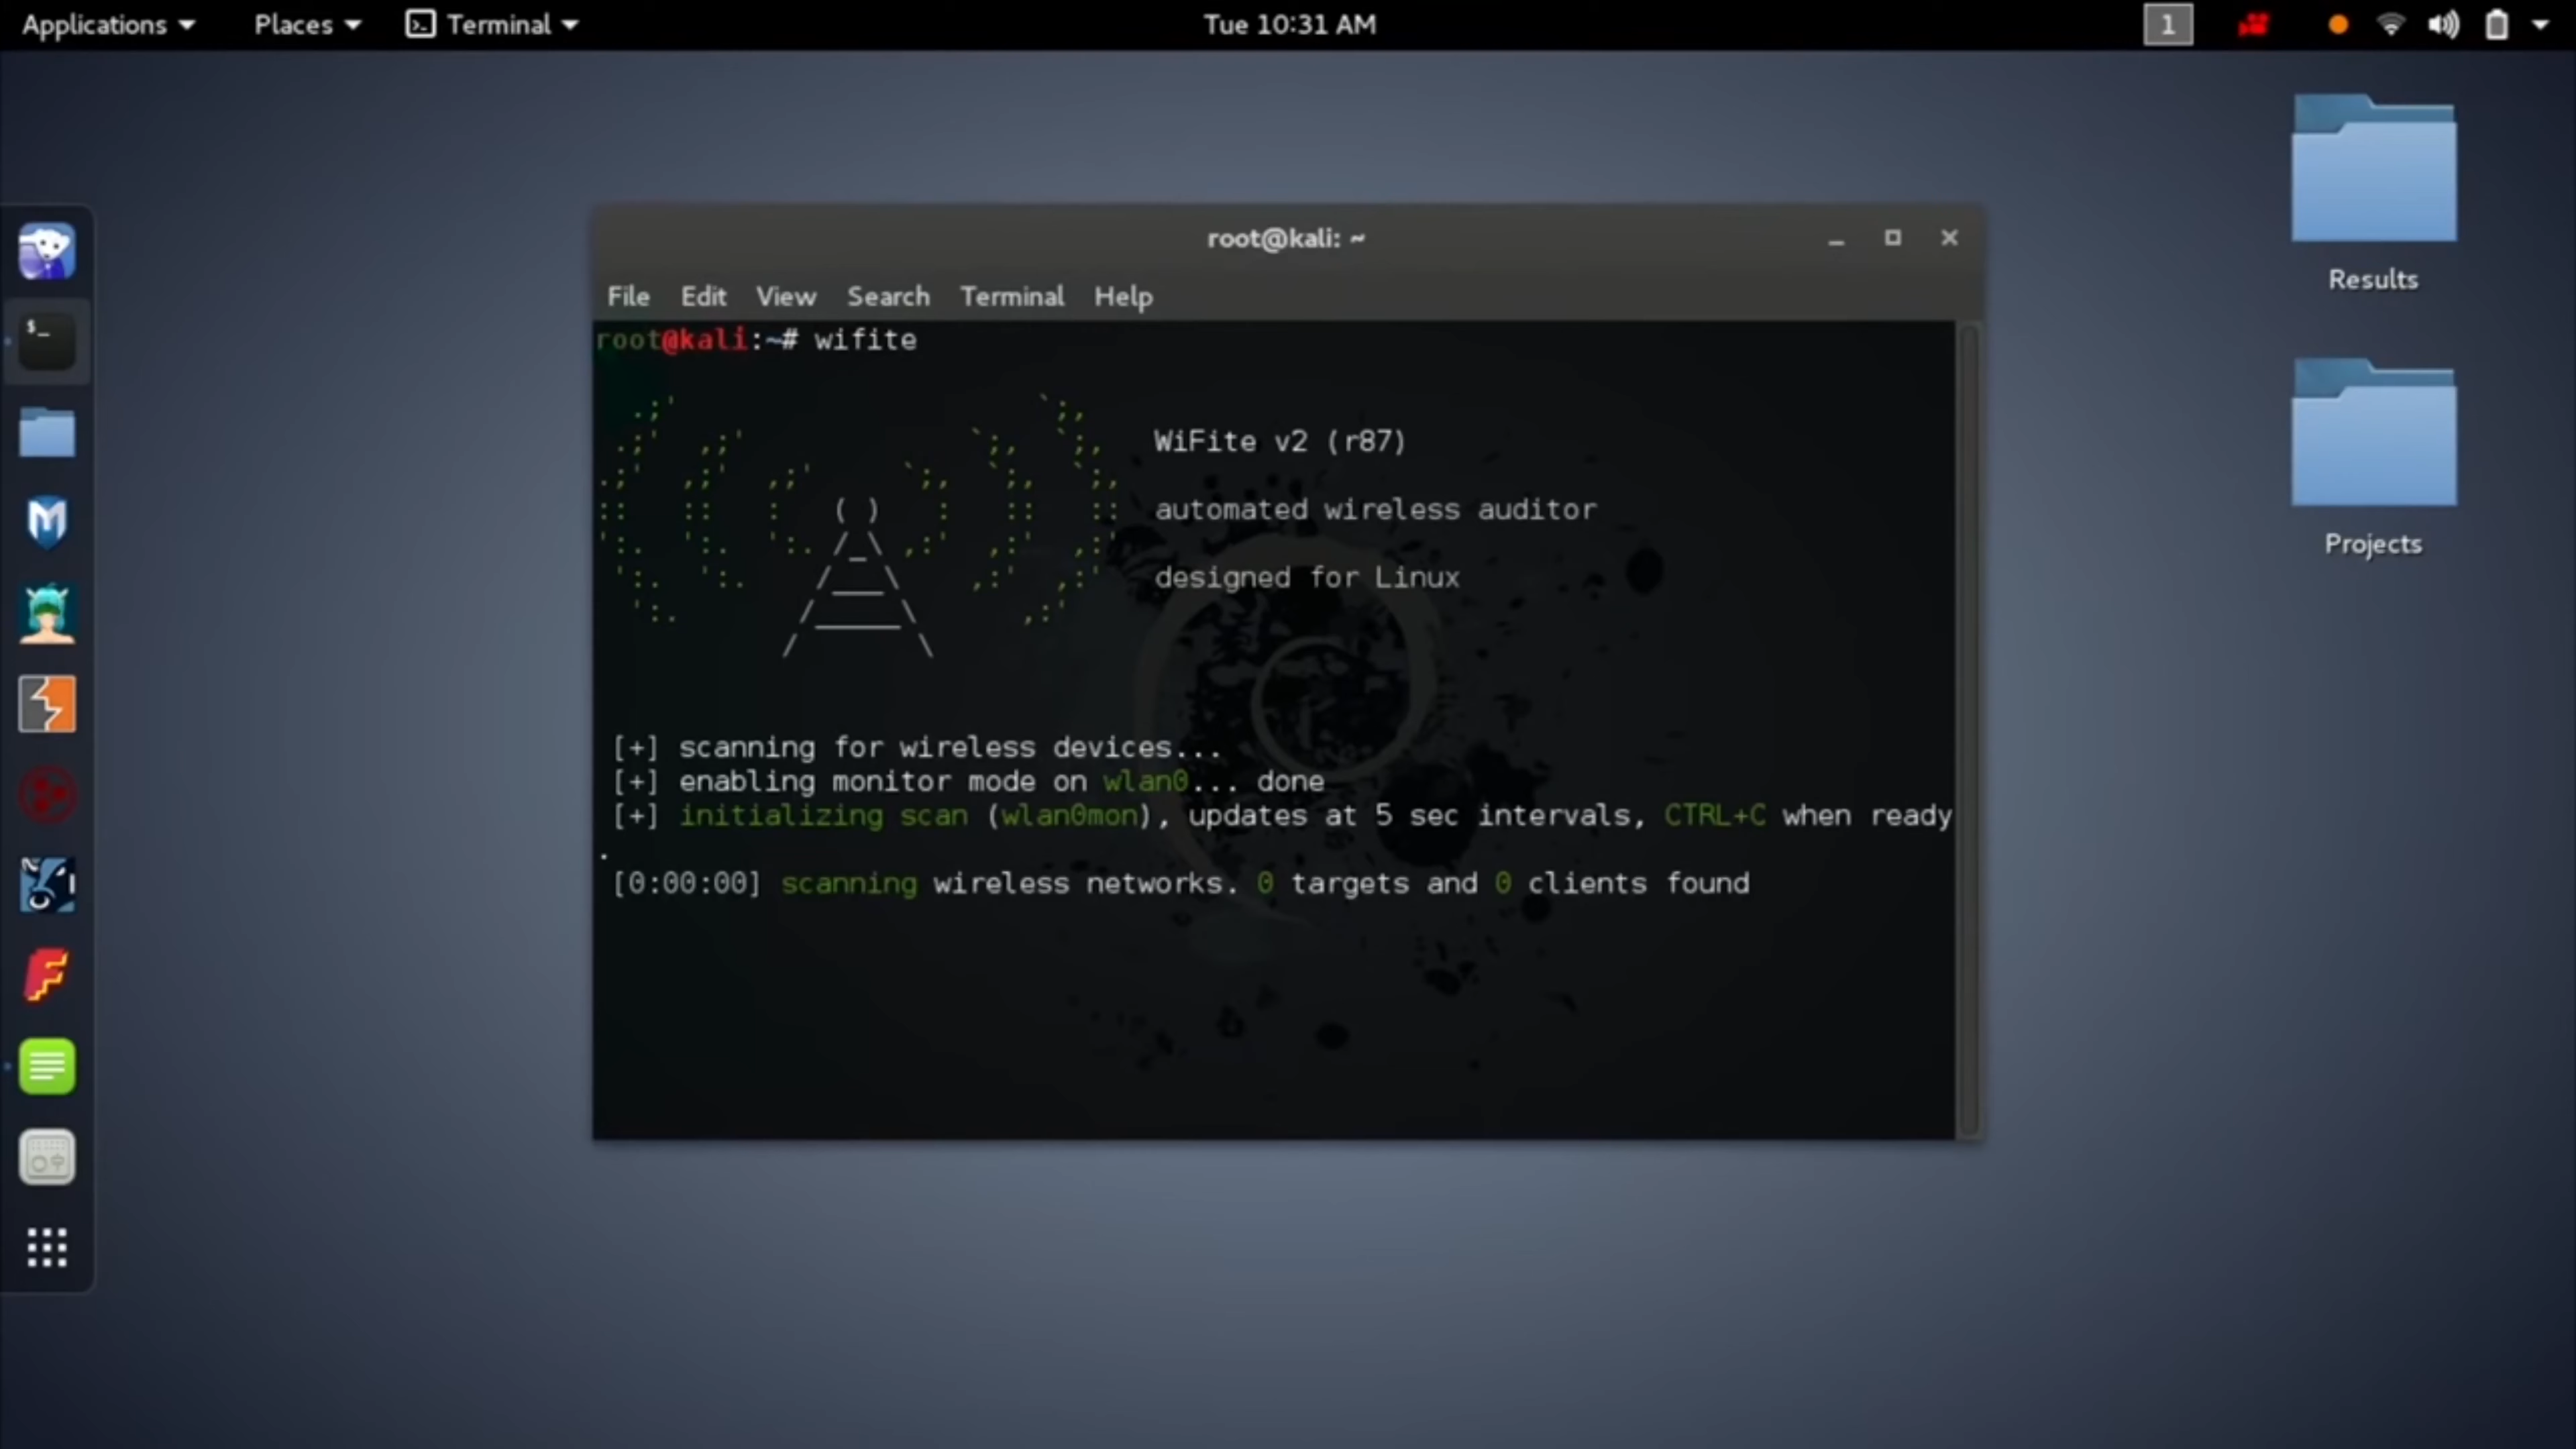 Applications Places Terminal Tue 10:31 AM 1
Results
Projects
root@kali: ~
File Edit View Search Terminal Help
root@kali:~# wifite
WiFite v2 (r87)
automated wireless auditor
designed for Linux
[+] scanning for wireless devices...
[+] enabling monitor mode on wlan0... done
[+] initializing scan (wlan0mon), updates at 5 sec intervals, CTRL+C when ready
.
[0:00:00] scanning wireless networks. 0 targets and 0 clients found